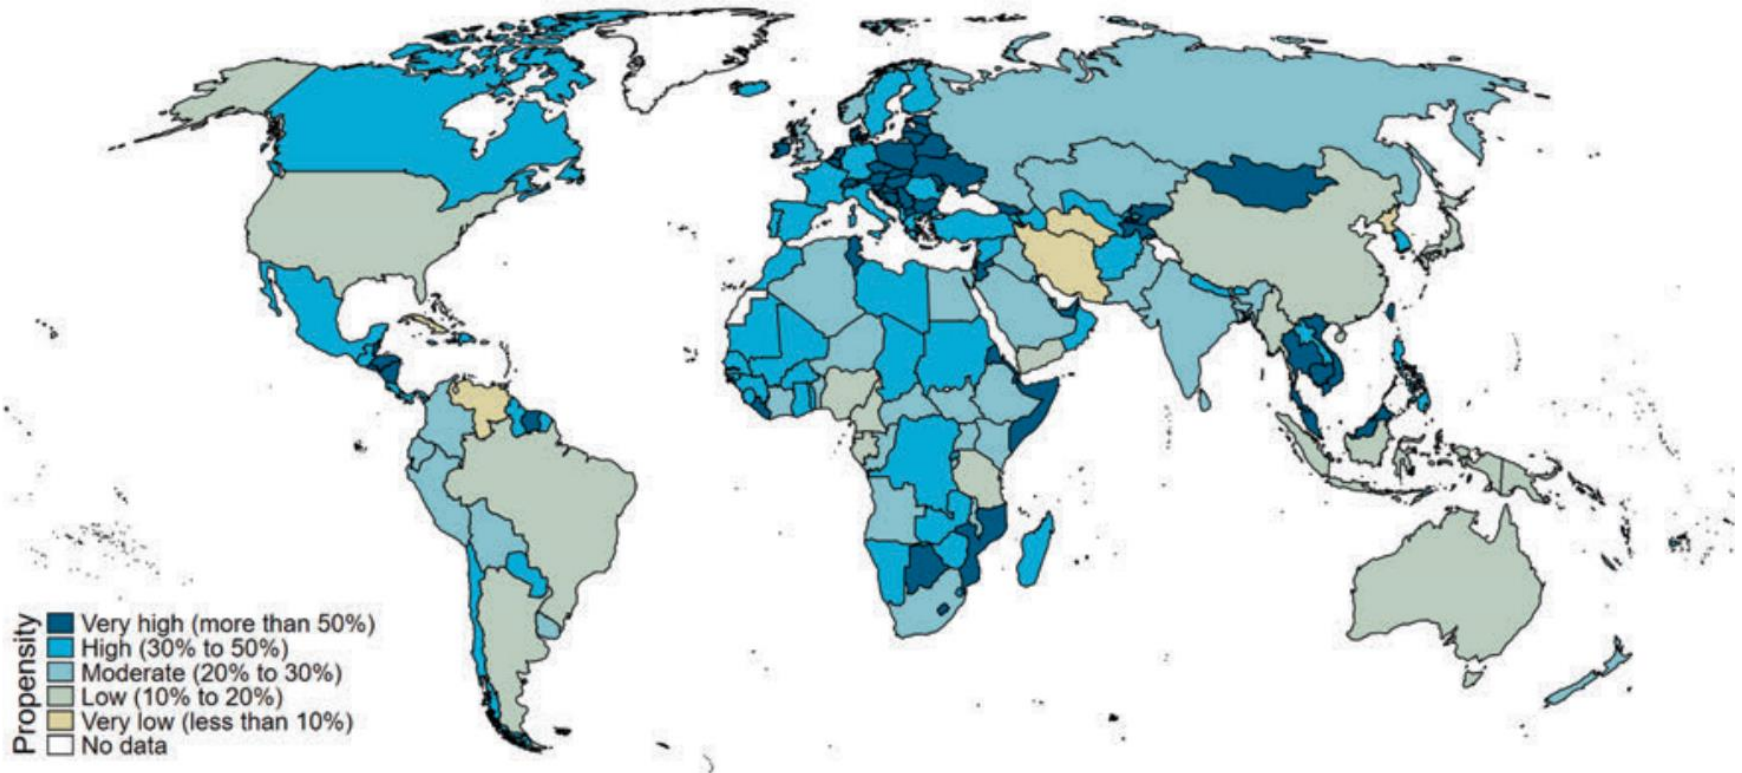 Propensity
Very high (more than 50%)
High (30% to 50%)
Moderate (20% to 30%)
Low (10% to 20%)
Very low (less than 10%)
No data